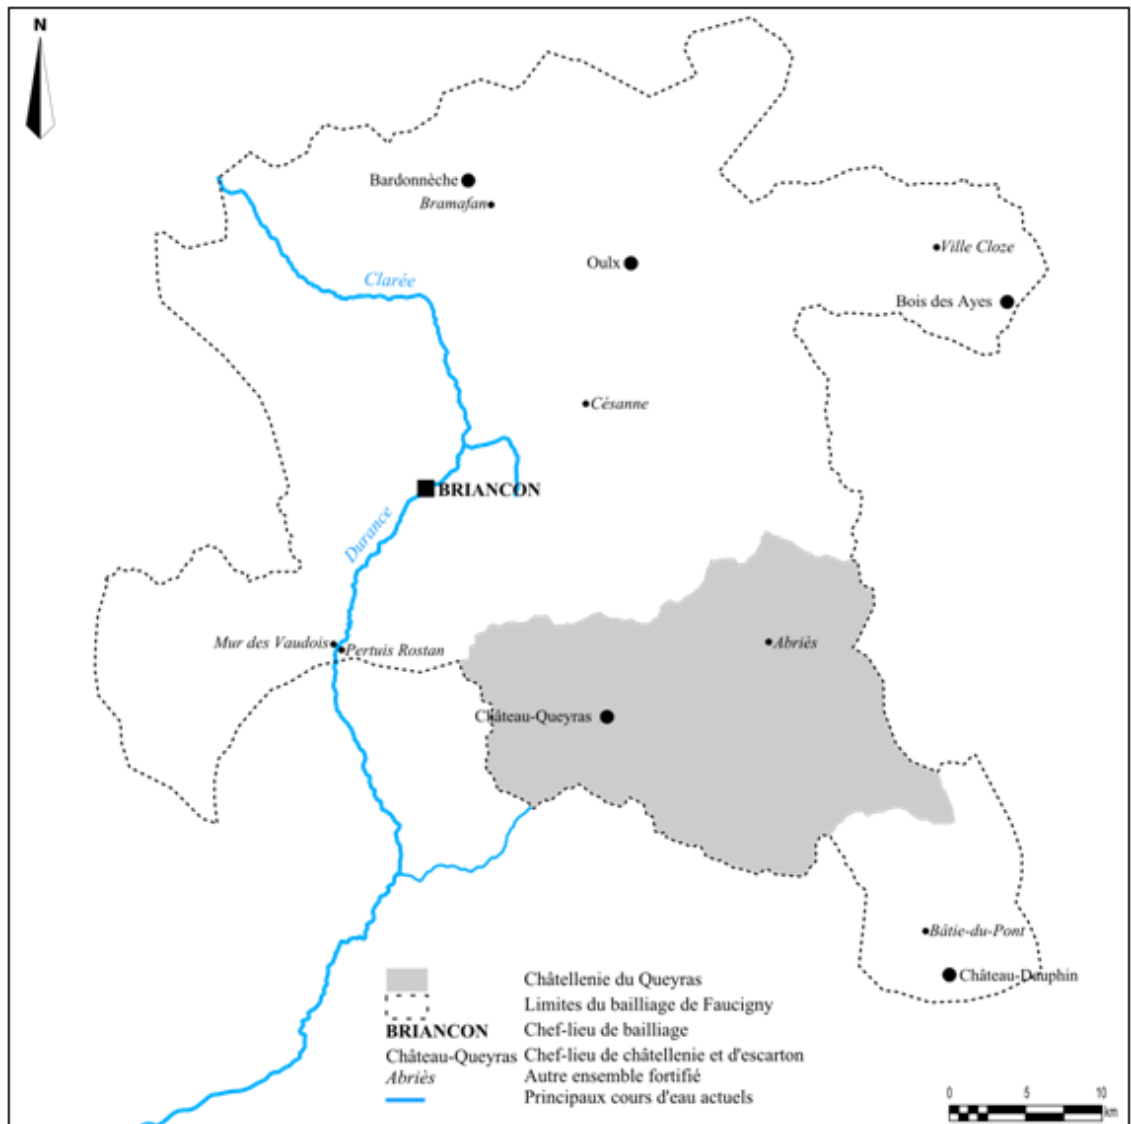 N
Bardonnèche
Bramafan
Ville Cloze
Oulx
Clarée
Bois des Ayes
Césanne
BRIANCON
Durance
Mur des Vaudois
Pertuis Rostan
Abriès
Château-Queyras
Bâtie-du-Pont
Château-Dauphin
Châtellenie du Queyras
Limites du bailliage de Faucigny
BRIANCON Chef-lieu de bailliage
Château-Queyras Chef-lieu de châtellenie et d'escarton
Abriès Autre ensemble fortifié
Principaux cours d'eau actuels
0 5 10
km